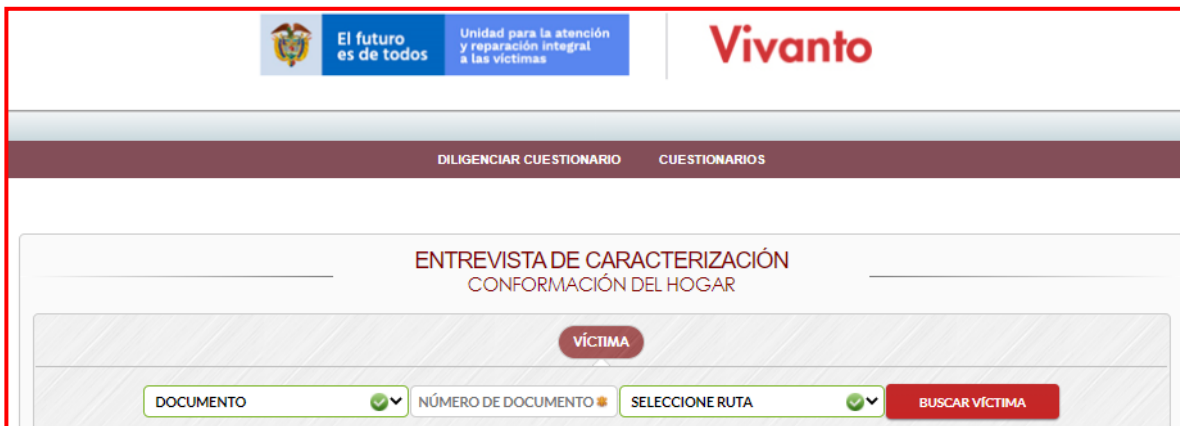 El futuro
es de todos
Unidad para la atención
y reparación integral
a las víctimas
Vivanto
DILIGENCIAR CUESTIONARIO CUESTIONARIOS
ENTREVISTA DE CARACTERIZACIÓN
CONFORMACIÓN DEL HOGAR
VÍCTIMA
DOCUMENTO NÚMERO DE DOCUMENTO SELECCIONE RUTA BUSCAR VÍCTIMA